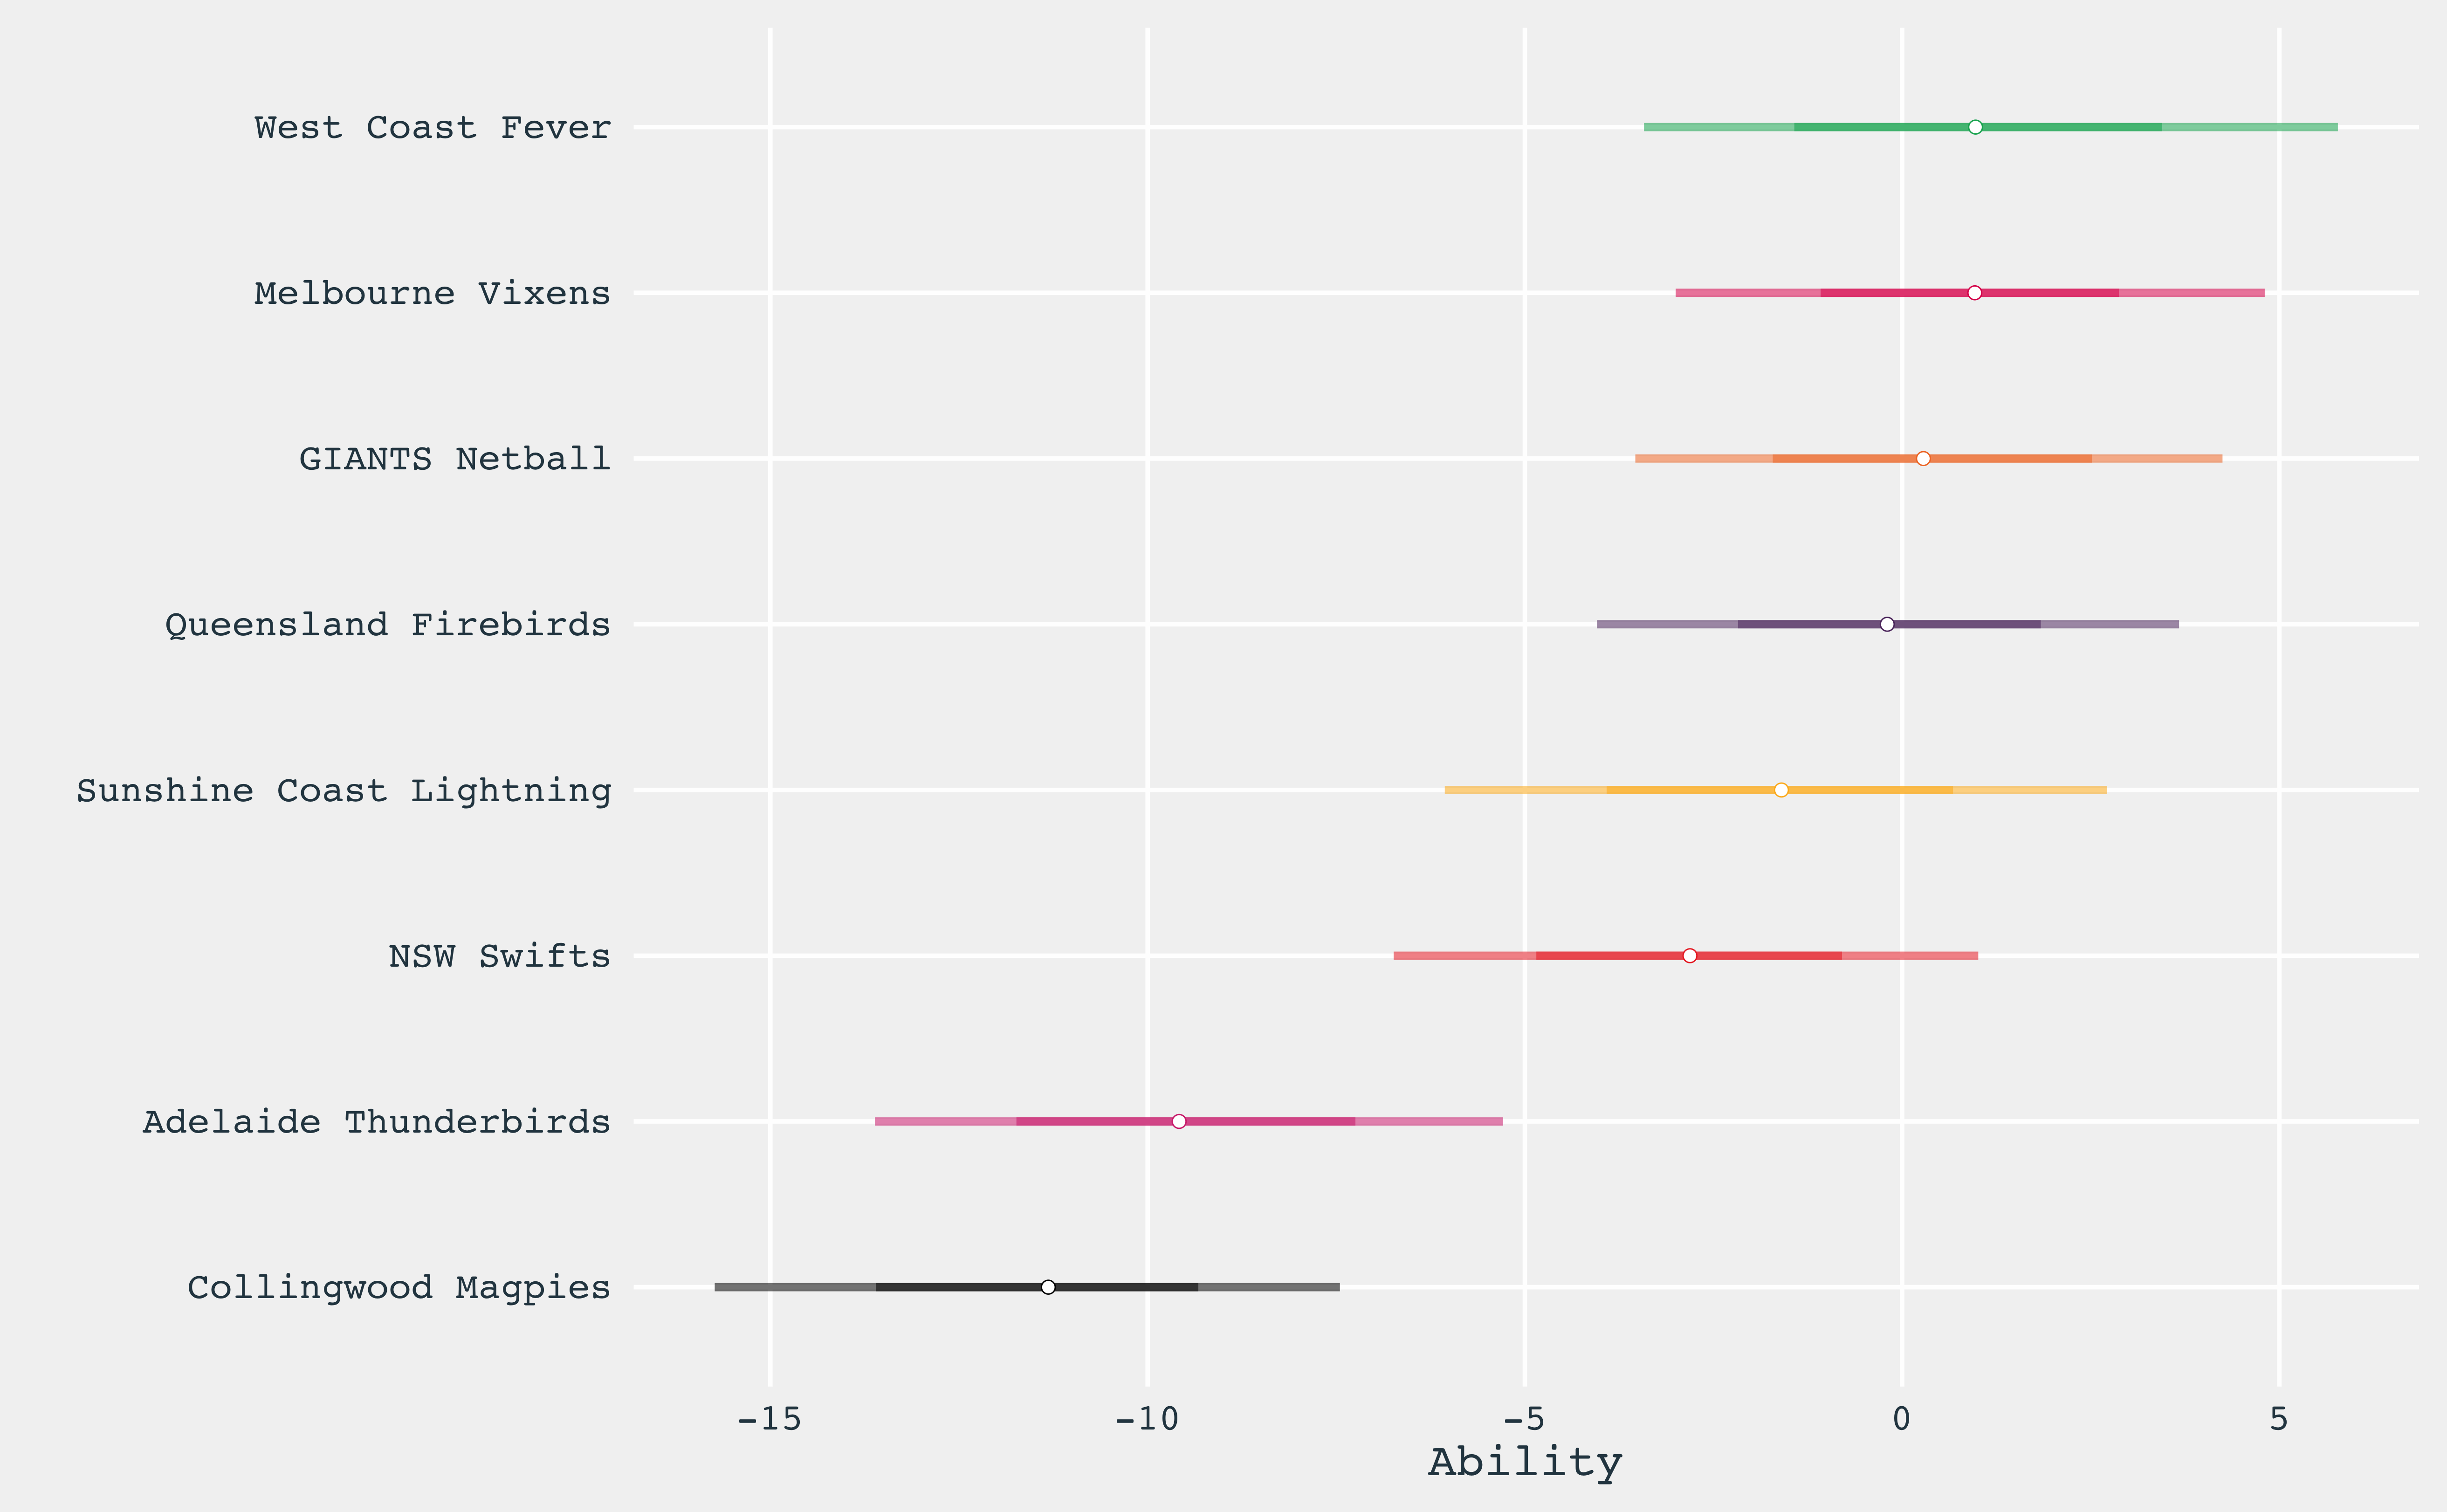 West Coast Fever
Melbourne Vixens
GIANTS Netball
Queensland Firebirds
Sunshine Coast Lightning
NSW Swifts
Adelaide Thunderbirds
Collingwood Magpies
-15 -10 -5 0 5
Ability